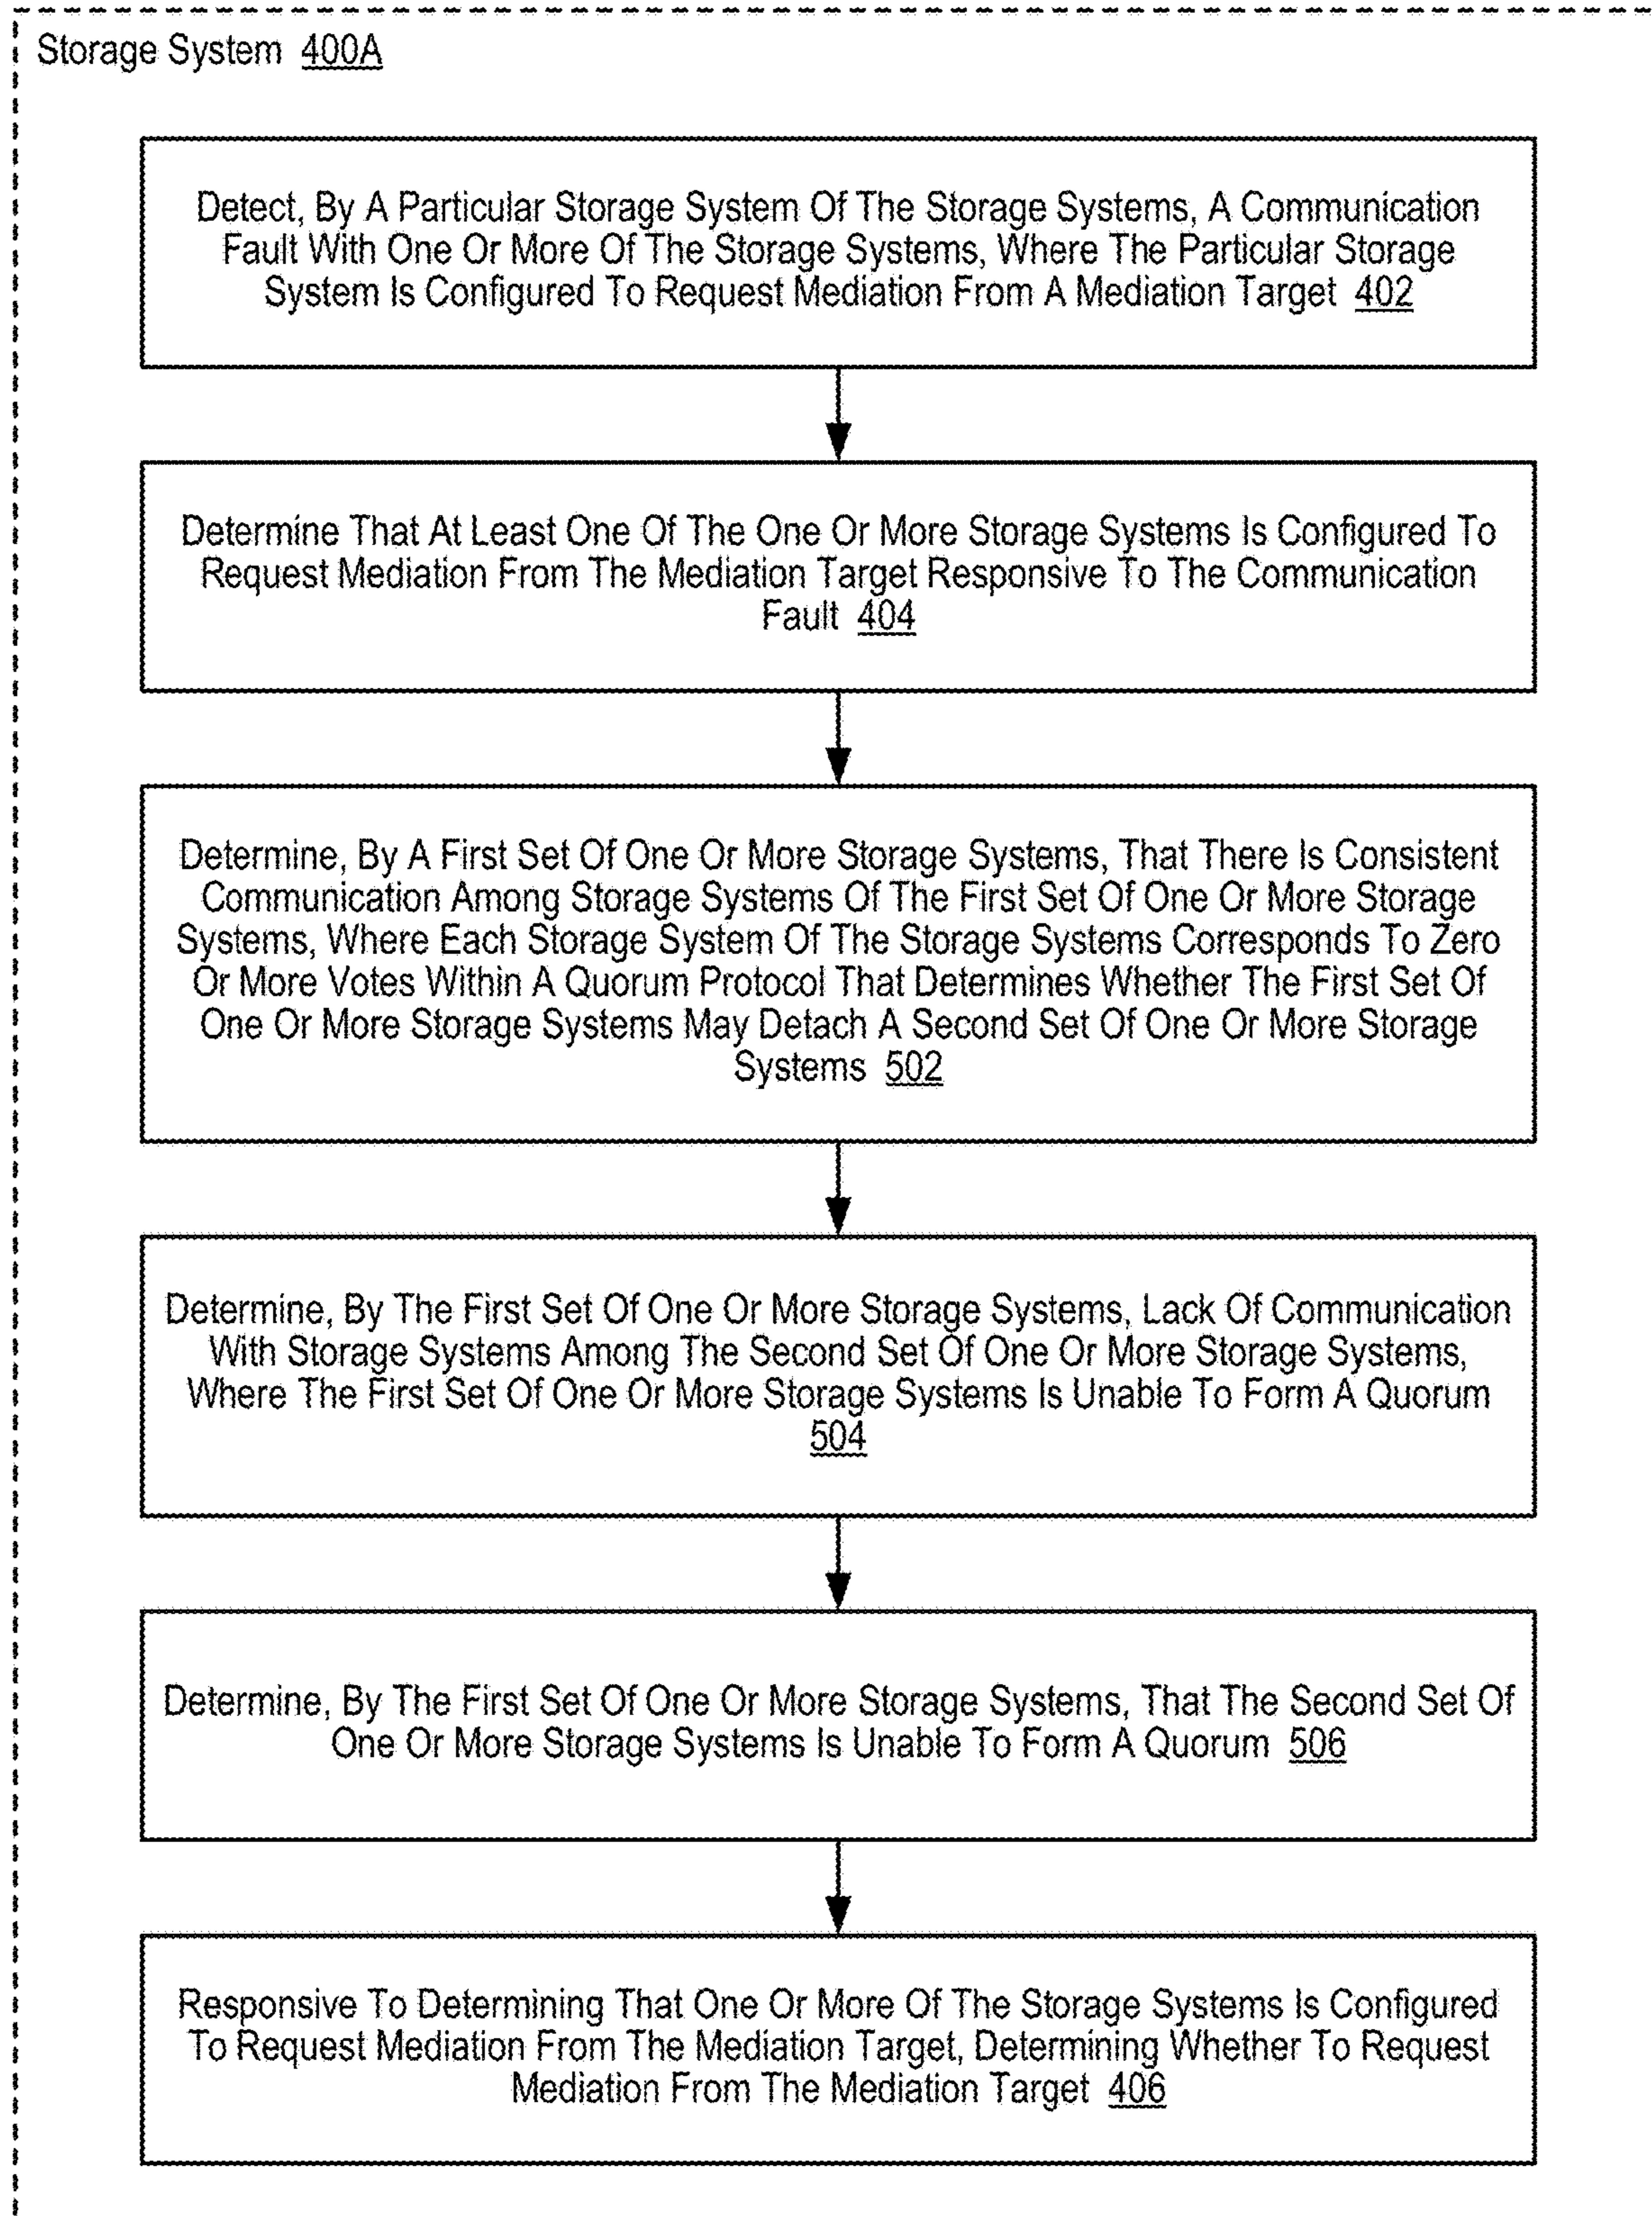 Storage System 400A
Detect, By A Particular Storage System Of The Storage Systems, A Communication
Fault With One Or More Of The Storage Systems, Where The Particular Storage
System Is Configured To Request Mediation From A Mediation Target 402
Determine That At Least One Of The One Or More Storage Systems Is Configured To
Request Mediation From The Mediation Target Responsive To The Communication
Fault 404
Determine, By A First Set Of One Or More Storage Systems, That There Is Consistent
Communication Among Storage Systems Of The First Set Of One Or More Storage
Systems, Where Each Storage System Of The Storage Systems Corresponds To Zero
Or More Votes Within A Quorum Protocol That Determines Whether The First Set Of
One Or More Storage Systems May Detach A Second Set Of One Or More Storage
Systems 502
Determine, By The First Set Of One Or More Storage Systems, Lack Of Communication
With Storage Systems Among The Second Set Of One Or More Storage Systems,
Where The First Set Of One Or More Storage Systems Is Unable To Form A Quorum
504
Determine, By The First Set Of One Or More Storage Systems, That The Second Set Of
One Or More Storage Systems Is Unable To Form A Quorum 506
Responsive To Determining That One Or More Of The Storage Systems Is Configured
To Request Mediation From The Mediation Target, Determining Whether To Request
Mediation From The Mediation Target 406